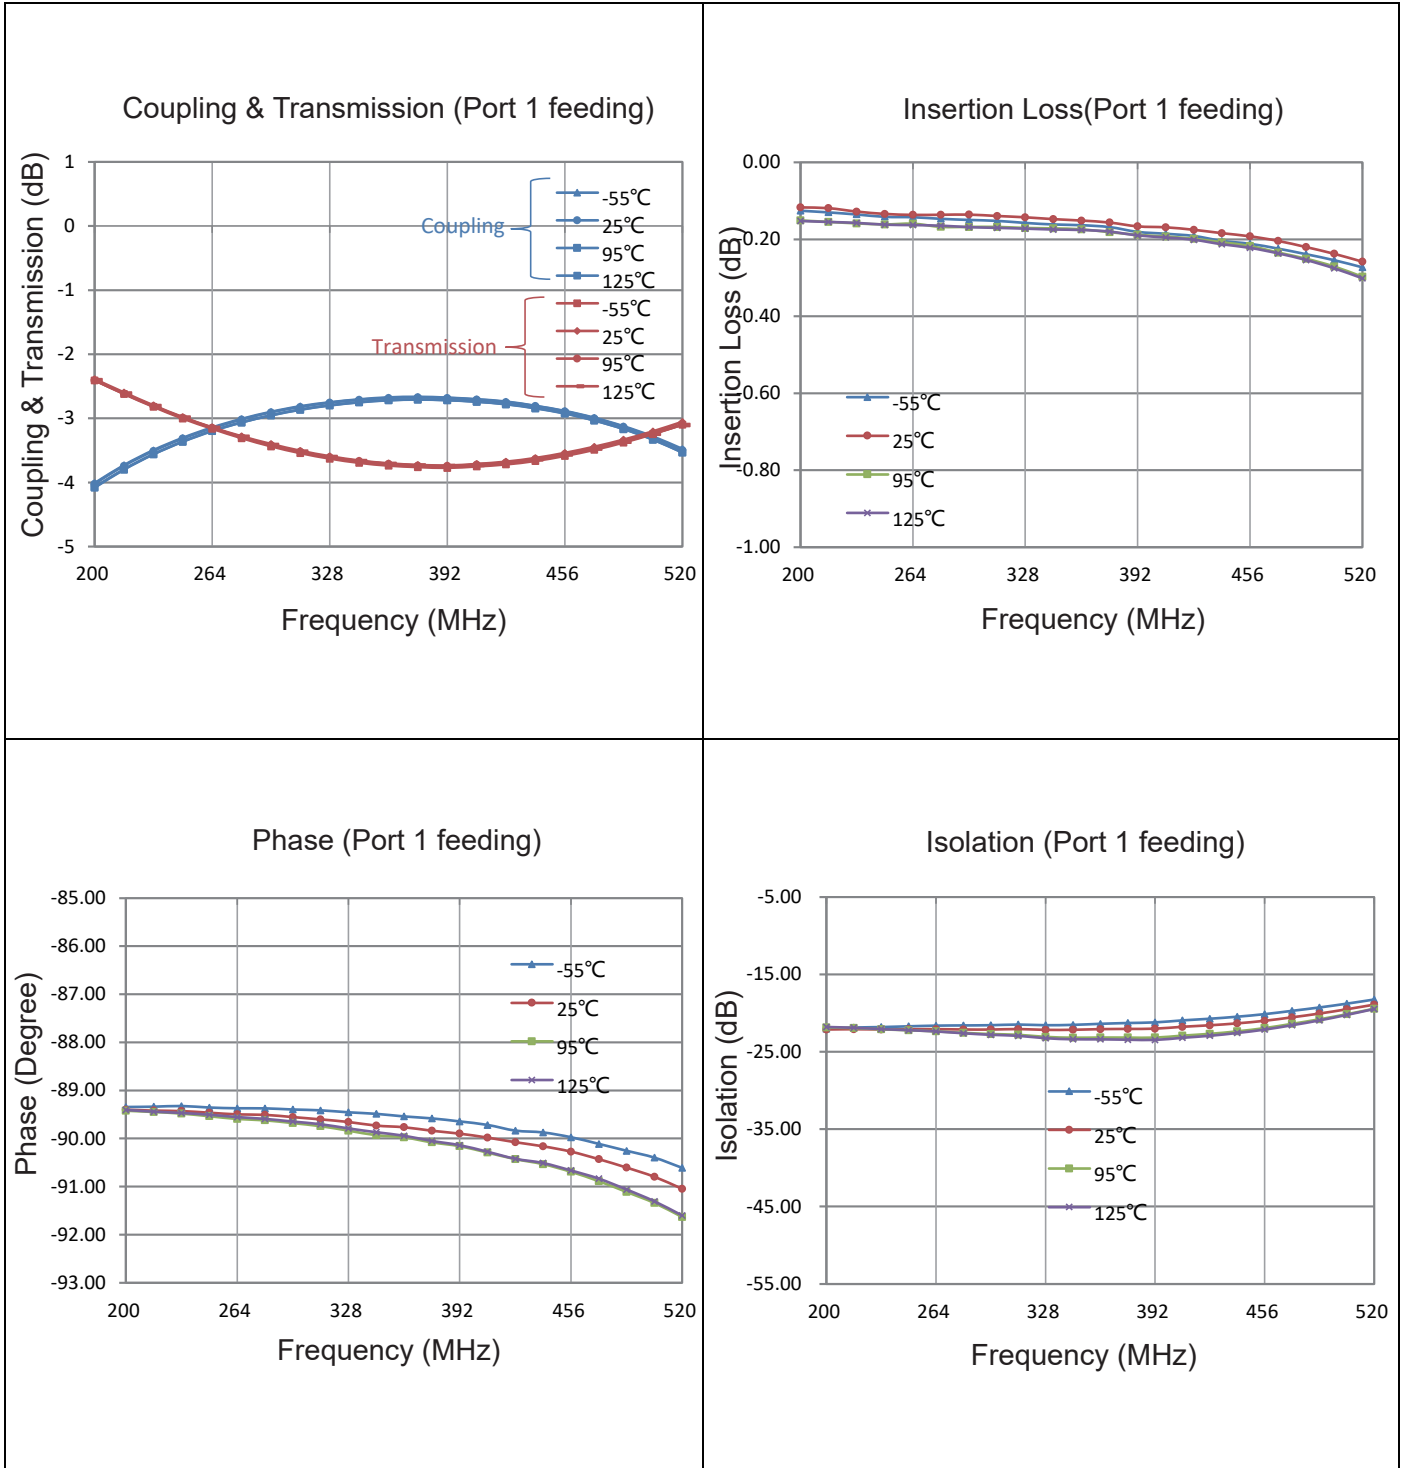 Coupling & Transmission (Port 1 feeding)
Coupling & Transmission (dB)
1
0
-1
-2
-3
-4
-5
Coupling
-55℃
25℃
95℃
125℃
Transmission
-55℃
25℃
95℃
125℃
200 264 328 392 456 520
Frequency (MHz)
Insertion Loss(Port 1 feeding)
Insertion Loss (dB)
0.00
-0.20
-0.40
-0.60
-0.80
-1.00
-55℃
25℃
95℃
125℃
200 264 328 392 456 520
Frequency (MHz)
Phase (Port 1 feeding)
Phase (Degree)
-85.00
-86.00
-87.00
-88.00
-89.00
-90.00
-91.00
-92.00
-93.00
-55℃
25℃
95℃
125℃
200 264 328 392 456 520
Frequency (MHz)
Isolation (Port 1 feeding)
Isolation (dB)
-5.00
-15.00
-25.00
-35.00
-45.00
-55.00
-55℃
25℃
95℃
125℃
200 264 328 392 456 520
Frequency (MHz)